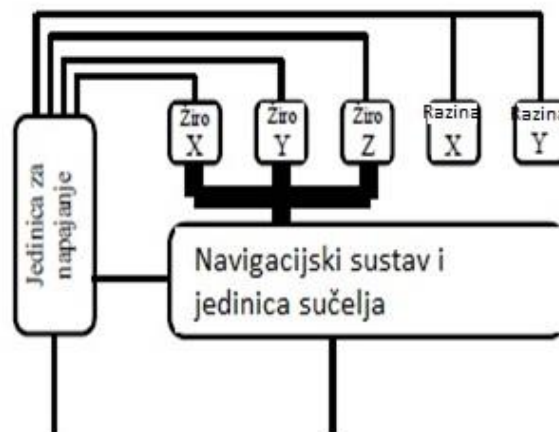 Žiro
X
Žiro
Y
Žiro
Z
Razina
X
Razina
Y
Jedinica za
napajanje
Navigacijski sustav i
jedinica sučelja